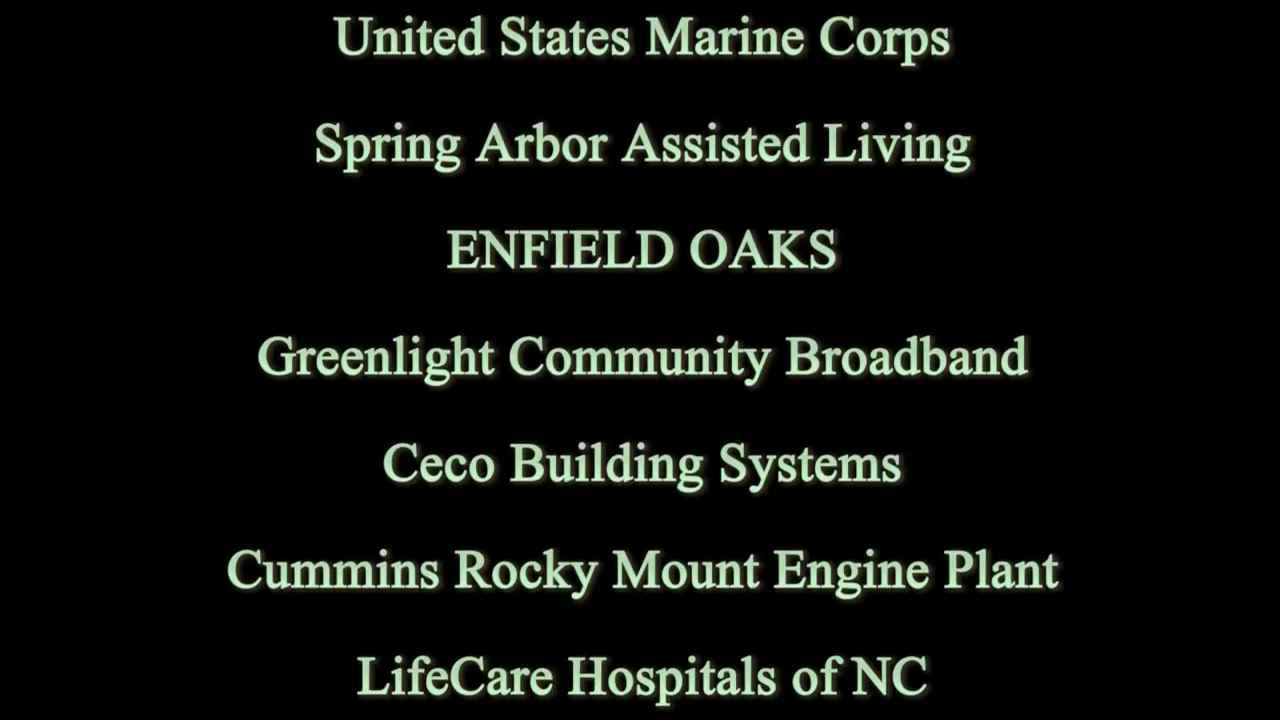 United States Marine Corps
Spring Arbor Assisted Living
ENFIELD OAKS
Greenlight Community Broadband
Ceco Building Systems
Cummins Rocky Mount Engine Plant
LifeCare Hospitals of NC